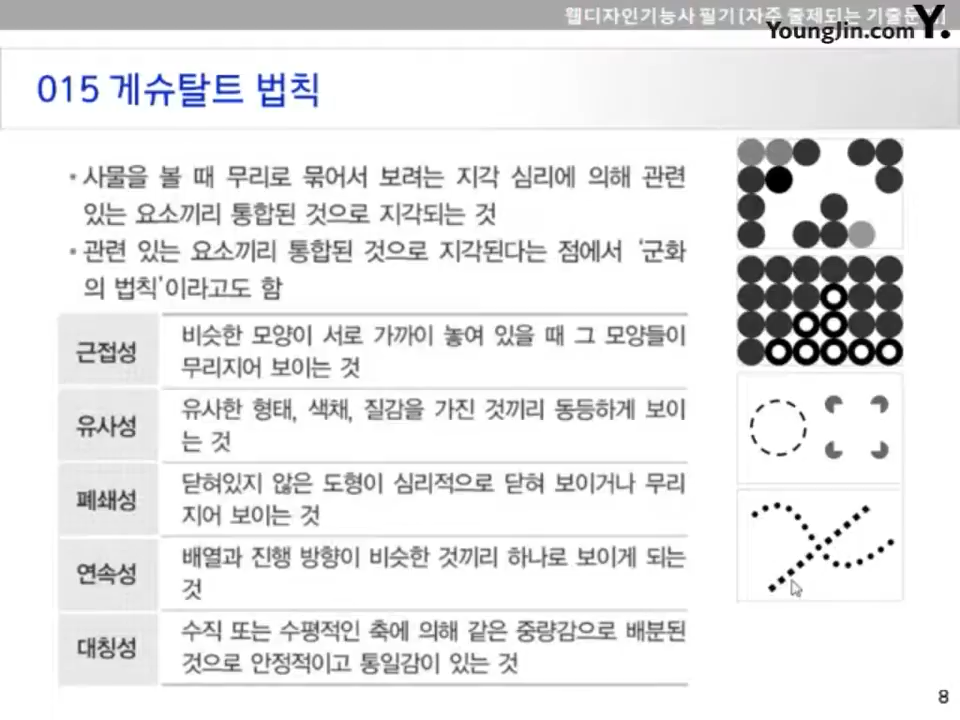 웹디자인기능사 필기 [자주 출제되는 기출문제]
YoungJin.com Y.
015 게슈탈트 법칙
• 사물을 볼 때 무리로 묶어서 보려는 지각 심리에 의해 관련
있는 요소끼리 통합된 것으로 지각되는 것
• 관련 있는 요소끼리 통합된 것으로 지각된다는 점에서 ‘군화
의 법칙’이라고도 함
근접성
비슷한 모양이 서로 가까이 놓여 있을 때 그 모양들이
무리지어 보이는 것
유사성
유사한 형태, 색채, 질감을 가진 것끼리 동등하게 보이
는 것
폐쇄성
닫혀있지 않은 도형이 심리적으로 닫혀 보이거나 무리
지어 보이는 것
연속성
배열과 진행 방향이 비슷한 것끼리 하나로 보이게 되는
것
대칭성
수직 또는 수평적인 축에 의해 같은 중량감으로 배분된
것으로 안정적이고 통일감이 있는 것
8